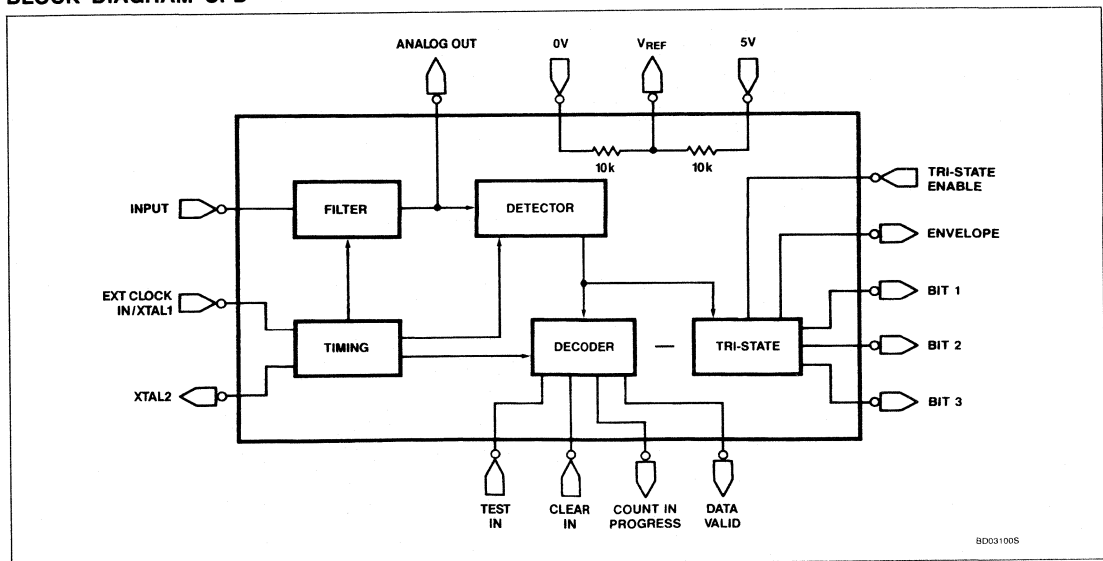 BLOCK DIAGRAM
ANALOG OUT
0V
VREF
5V
10k
10k
TRI-STATE
ENABLE
INPUT
FILTER
DETECTOR
ENVELOPE
EXT CLOCK
IN/XTAL1
BIT 1
TIMING
DECODER
TRI-STATE
BIT 2
XTAL2
BIT 3
TEST
IN
CLEAR
IN
COUNT IN
PROGRESS
DATA
VALID
BD03100S